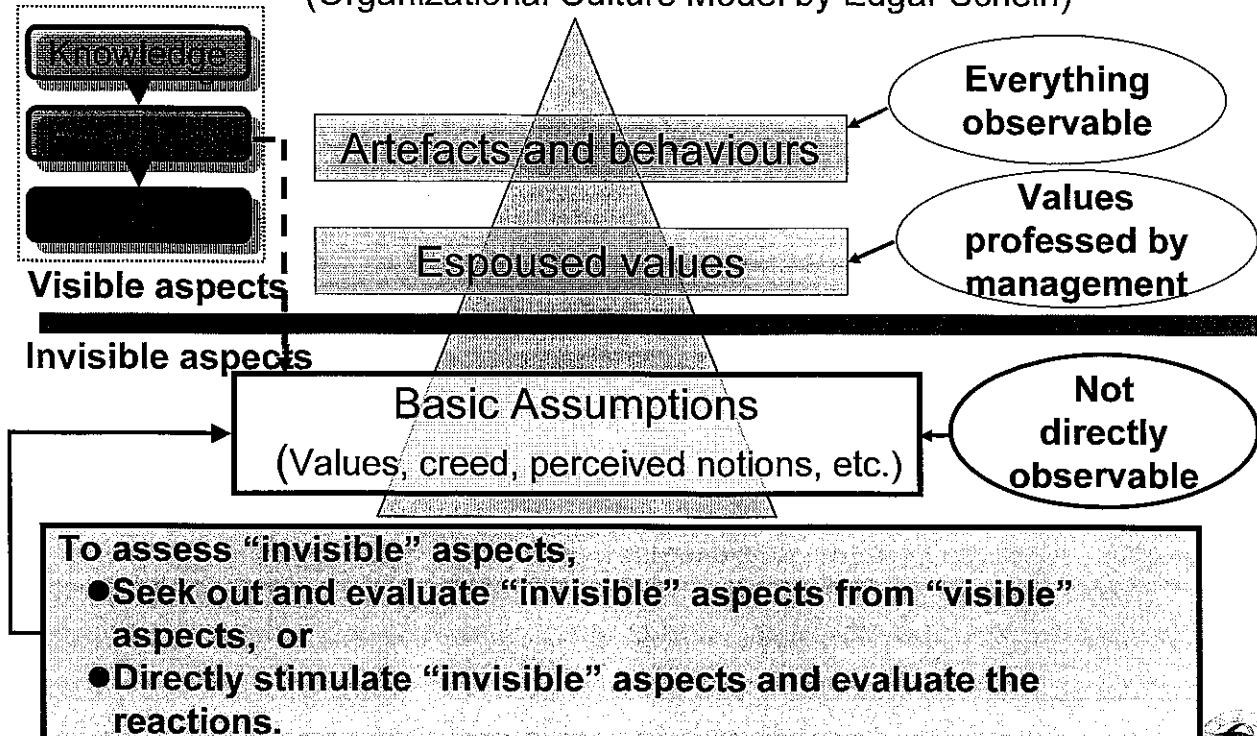 (Organizational Culture Model by Edgar Schein)
Knowledge
Everything
observable
Artefacts and behaviours
Values
professed by
management
Espoused values
Visible aspects
Invisible aspects
Basic Assumptions
(Values, creed, perceived notions, etc.)
Not
directly
observable
To assess “invisible” aspects,
●Seek out and evaluate “invisible” aspects from “visible”
aspects, or
●Directly stimulate “invisible” aspects and evaluate the
reactions.